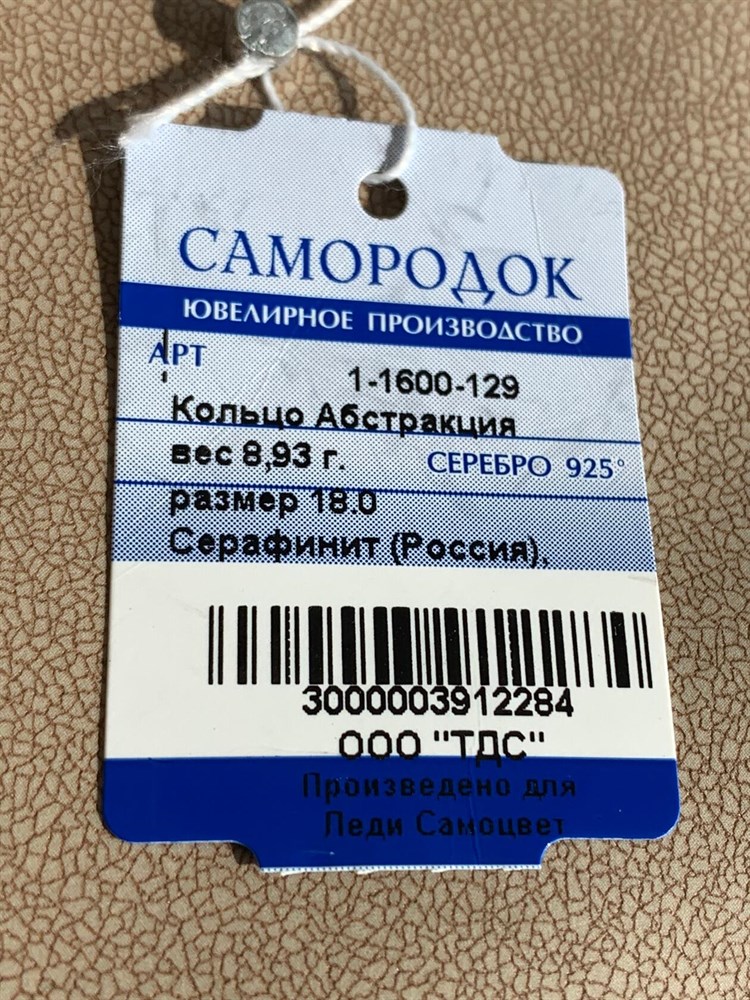 САМОРОДОК
ЮВЕЛИРНОЕ ПРОИЗВОДСТВО
АРТ
1-1600-129
Кольцо Абстракция
вес 8,93 г. СЕРЕБРО 925°
размер 18.0
Серафинит (Россия),
3000003912284
ООО "ТДС"
Произведено для
Леди Самоцвет